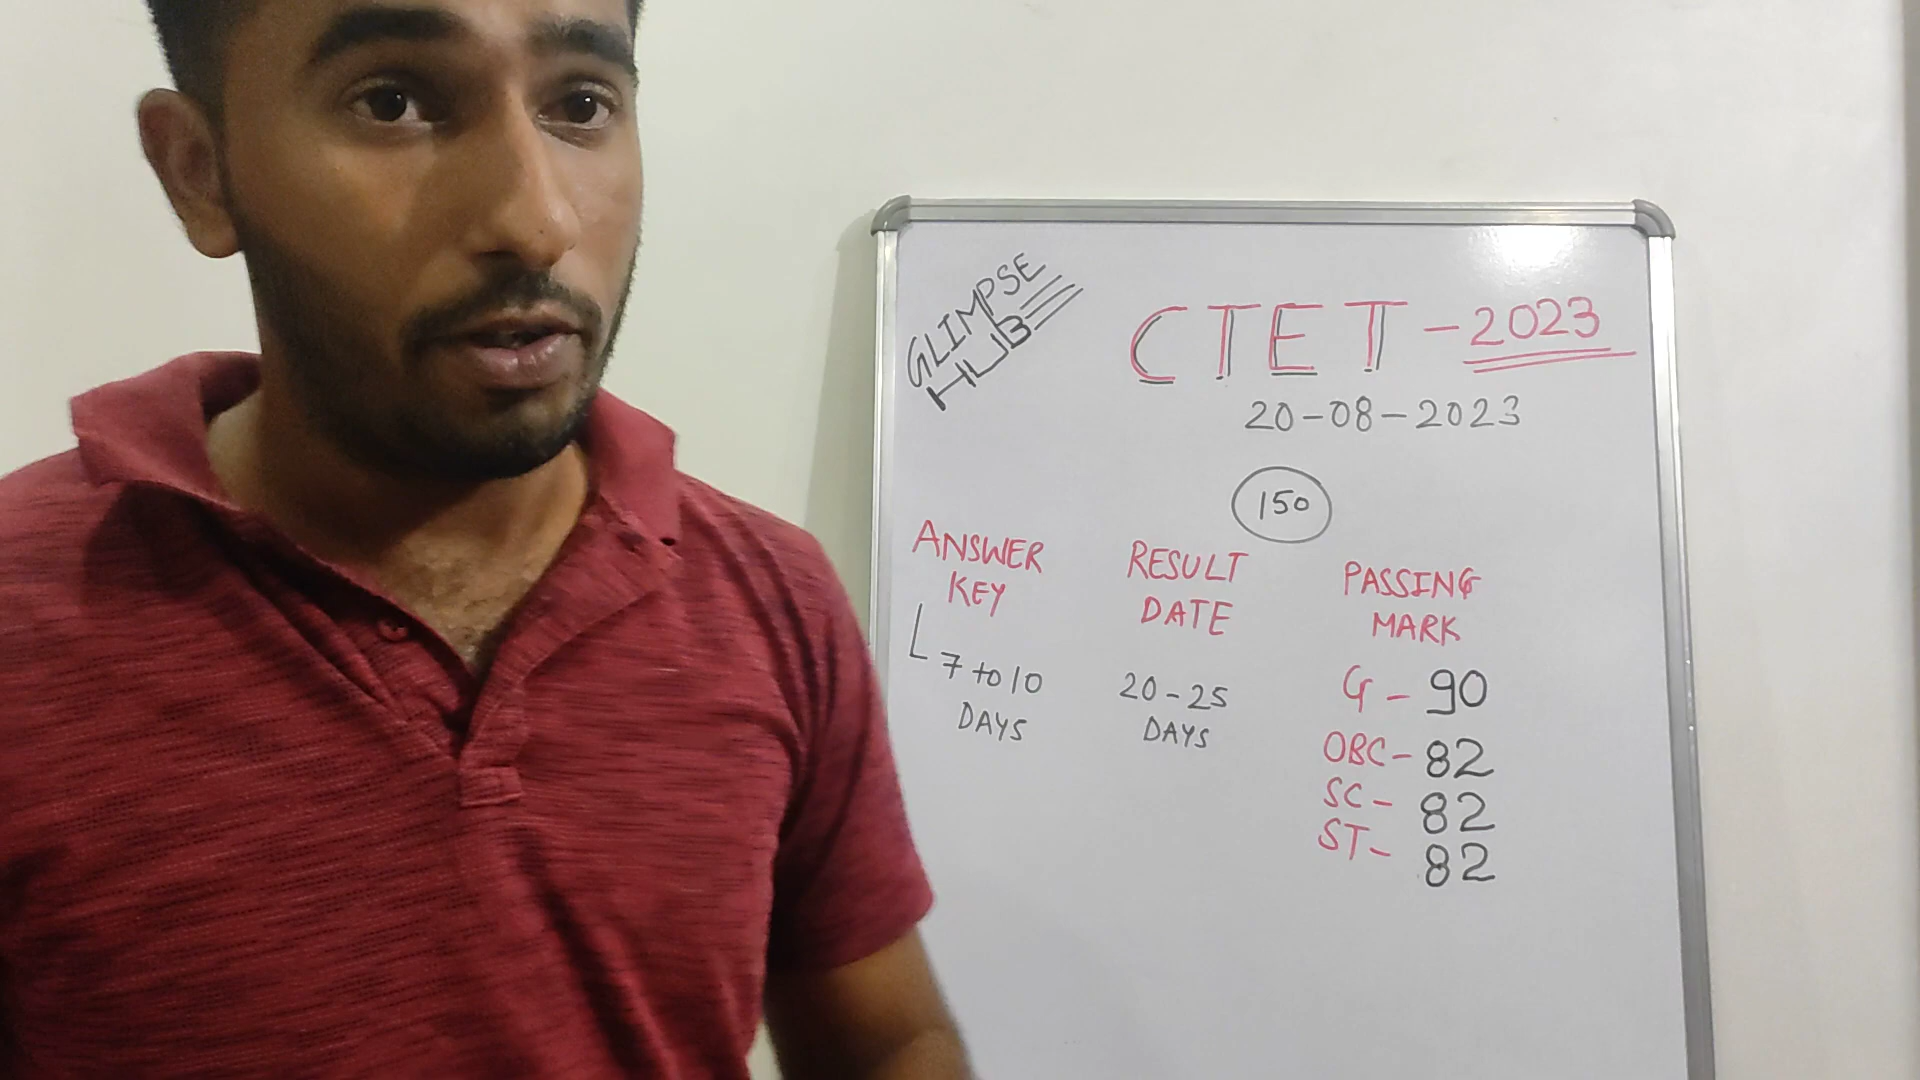 GLIMPSE
HUB
CTET-2023
20-08-2023
150
ANSWER
KEY
7 to 10
DAYS
RESULT
DATE
20-25
DAYS
PASSING
MARK
G - 90
OBC - 82
SC - 82
ST - 82